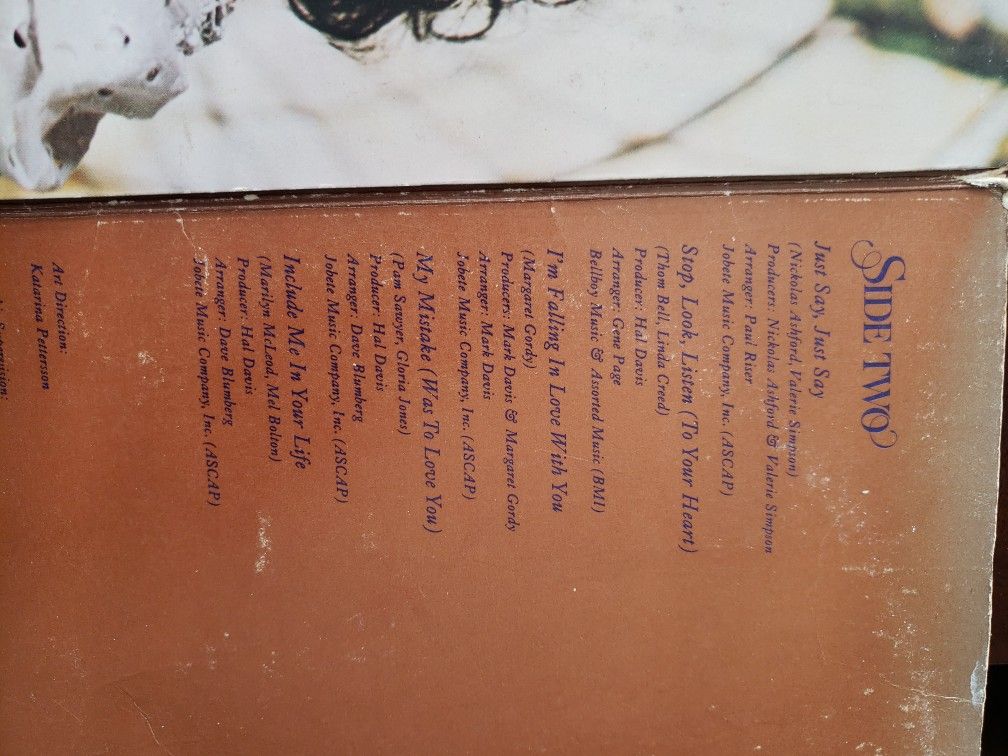 SIDE TWO
Just Say, Just Say
(Nickolas Ashford, Valerie Simpson)
Producers: Nickolas Ashford & Valerie Simpson
Arranger: Paul Riser
Jobete Music Company, Inc. (ASCAP)
Stop, Look, Listen (To Your Heart)
(Thom Bell, Linda Creed)
Producer: Hal Davis
Arranger: Gene Page
Bellboy Music & Assorted Music (BMI)
I'm Falling In Love With You
(Margaret Gordy)
Producers: Mark Davis & Margaret Gordy
Arranger: Mark Davis
Jobete Music Company, Inc. (ASCAP)
My Mistake (Was To Love You)
(Pam Sawyer, Gloria Jones)
Producer: Hal Davis
Arranger: Dave Blumberg
Jobete Music Company, Inc. (ASCAP)
Include Me In Your Life
(Marilyn McLeod, Mel Bolton)
Producer: Hal Davis
Arranger: Dave Blumberg
Jobete Music Company, Inc. (ASCAP)
Art Direction:
Katarina Pettersson